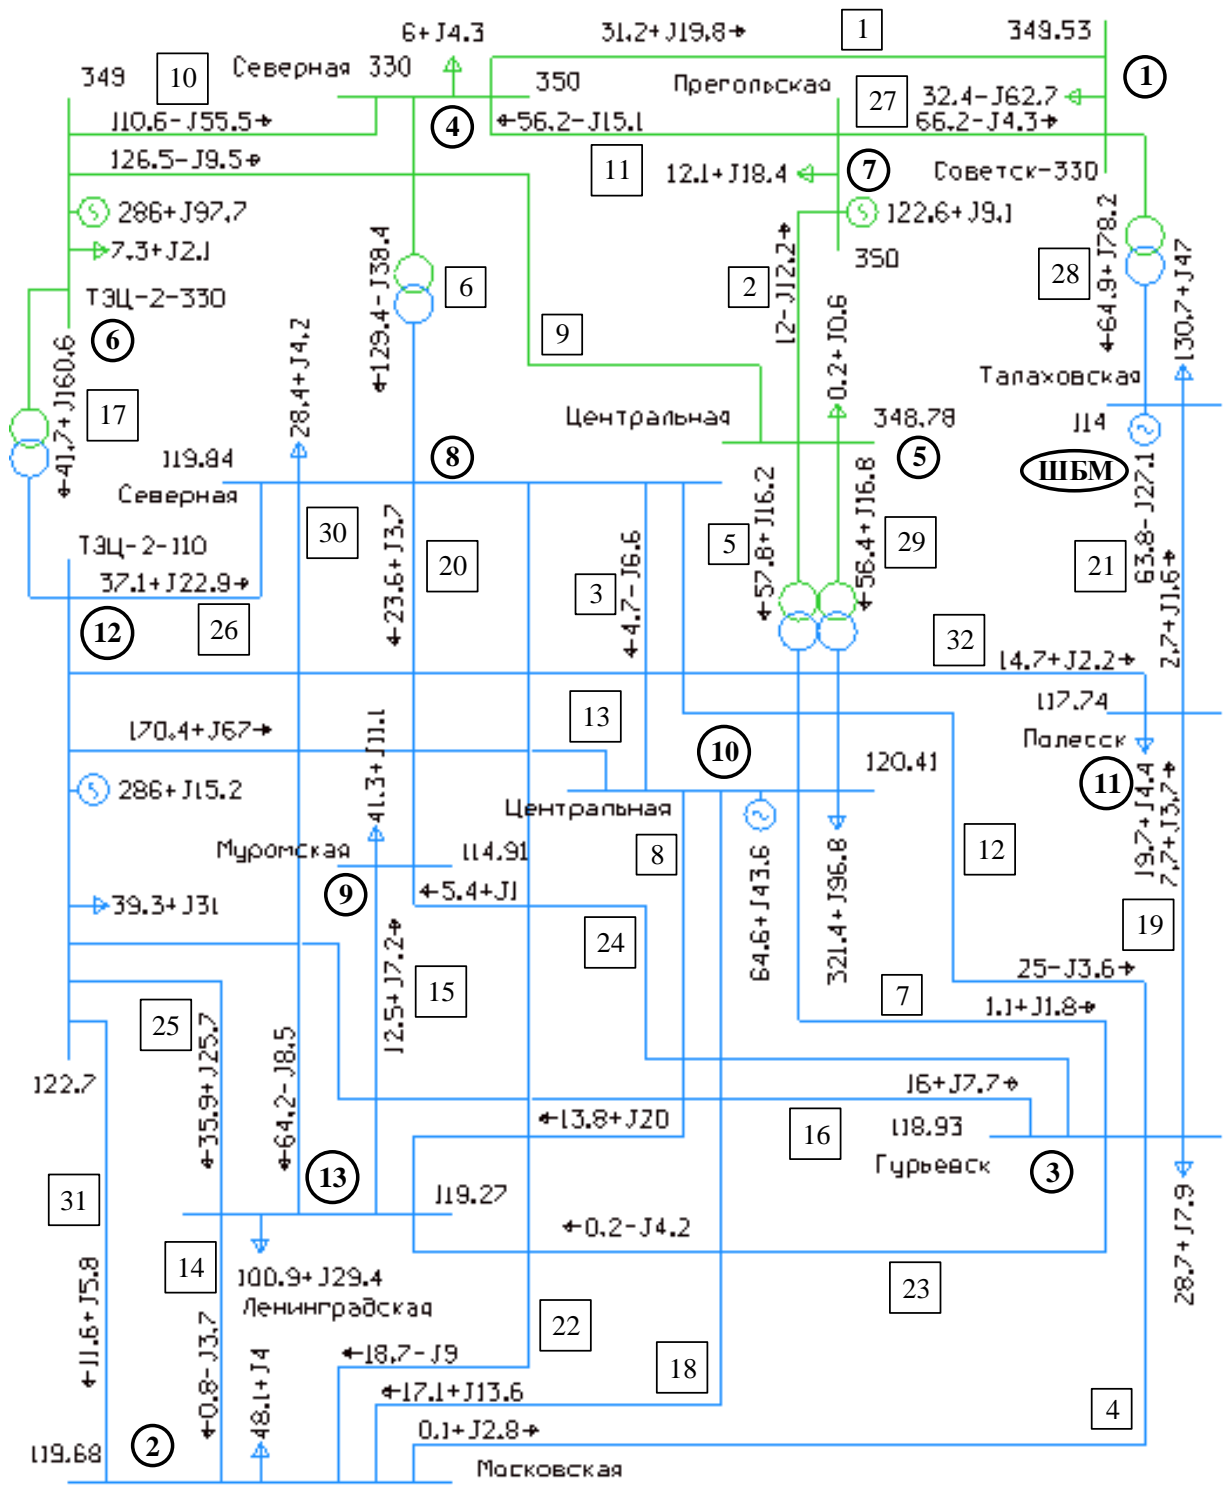 6+J4.3
31.2+J19.8
1
349.53
349
10
Северная 330
350
Прегольская
27
32.4-J62.7
1
110.6-J55.5
4
56.2-J15.1
66.2-J4.3
126.5-J9.5
11
12.1+J18.4
7
Советск-330
286+J97.7
122.6+J9.1
7.3+J2.1
129.4-J38.4
6
350
64.9+J78.2
28
130.7+J47
ТЭЦ-2-330
2
12-J12.2
6
9
0.2+J0.6
Талаховская
41.7+J160.6
17
28.4+J4.2
Центральная
348.78
114
119.84
8
5
ШБМ
Северная
30
23.6+J3.7
20
4.7-J6.6
5
57.8+J16.2
56.4+J16.8
29
63.8-J27.1
21
ТЭЦ-2-110
37.1+J22.9
3
2.7+J1.6
12
26
32
14.7+J2.2
13
117.74
170.4+J67
10
Палесск
41.3+J11.1
120.41
11
286+J15.2
Центральная
19.7+J4.4
7.7+J3.7
Муромская
114.91
8
12
9
5.4+J1
39.3+J31
64.6+J43.6
321.4+J96.8
19
24
12.5+J7.2
15
25-J3.6
7
25
35.9+J25.7
64.2-J8.5
1.1+J1.8
122.7
16+J7.7
13.8+J20
16
118.93
13
Гурьевск
3
31
119.27
0.2-J4.2
28.7+J7.9
14
100.9+J29.4
23
Ленинградская
11.6+J5.8
22
18.7-J9
18
0.8-J3.7
48.1+J4
17.1+J13.6
4
2
0.1+J2.8
119.68
Московская